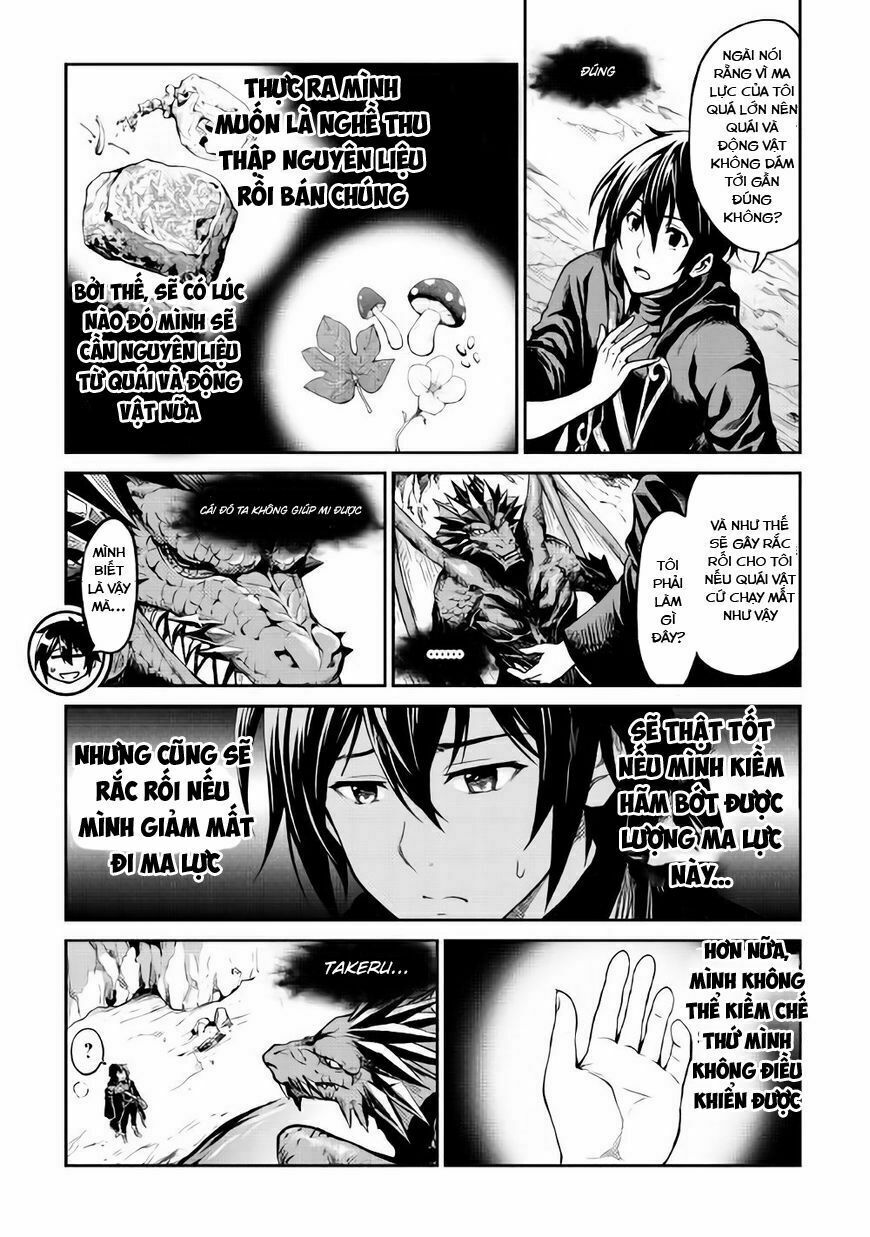 NGÀI NÓI
RẰNG VÌ MA
LỰC CỦA TÔI
QUÁ LỚN NÊN
QUÁI VÀ
ĐỘNG VẬT
KHÔNG DÁM
TỚI GẦN
ĐÚNG
KHÔNG?
ĐÚNG
THỰC RA MÌNH
MUỐN LÀ NGHỀ THU
THẬP NGUYÊN LIỆU
RỒI BÁN CHÚNG
BỞI THẾ, SẼ CÓ LÚC
NÀO ĐÓ MÌNH SẼ
CẦN NGUYÊN LIỆU
TỪ QUÁI VÀ ĐỘNG
VẬT NỮA
VÀ NHƯ THẾ
SẼ GÂY RẮC
RỐI CHO TÔI
NẾU QUÁI VẬT
CỨ CHẠY MẤT
NHƯ VẬY
TÔI
PHẢI
LÀM
GÌ
ĐÂY?
......
CÁI ĐÓ TA KHÔNG GIÚP MI ĐƯỢC
MÌNH
BIẾT
LÀ VẬY
MÀ...
SẼ THẬT TỐT
NẾU MÌNH KIỀM
HÃM BỚT ĐƯỢC
LƯỢNG MA LỰC
NÀY...
NHƯNG CŨNG SẼ
RẮC RỐI NẾU
MÌNH GIẢM MẤT
ĐI MA LỰC
HƠN NỮA,
MÌNH KHÔNG
THỂ KIỀM CHẾ
THỨ MÌNH
KHÔNG ĐIỀU
KHIỂN ĐƯỢC
TAKERU...
?